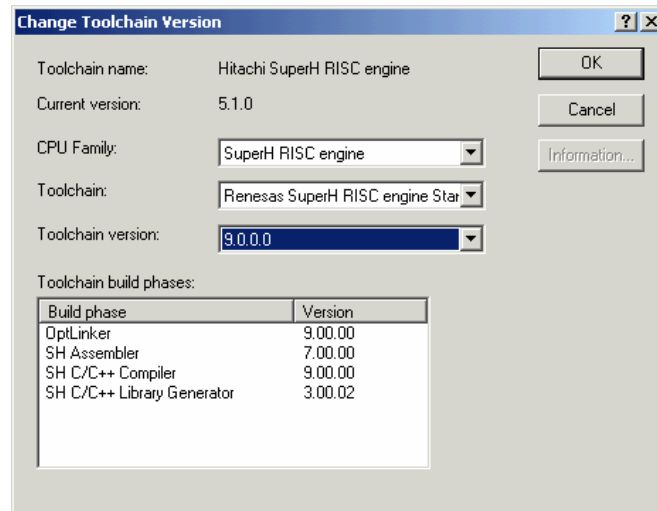 Change Toolchain Version
Toolchain name: Hitachi SuperH RISC engine
OK
Current version: 5.1.0
Cancel
CPU Family: SuperH RISC engine
Information...
Toolchain: Renesas SuperH RISC engine Star
Toolchain version: 9.0.0.0
Toolchain build phases:
Build phase Version
OptLinker 9.00.00
SH Assembler 7.00.00
SH C/C++ Compiler 9.00.00
SH C/C++ Library Generator 3.00.02